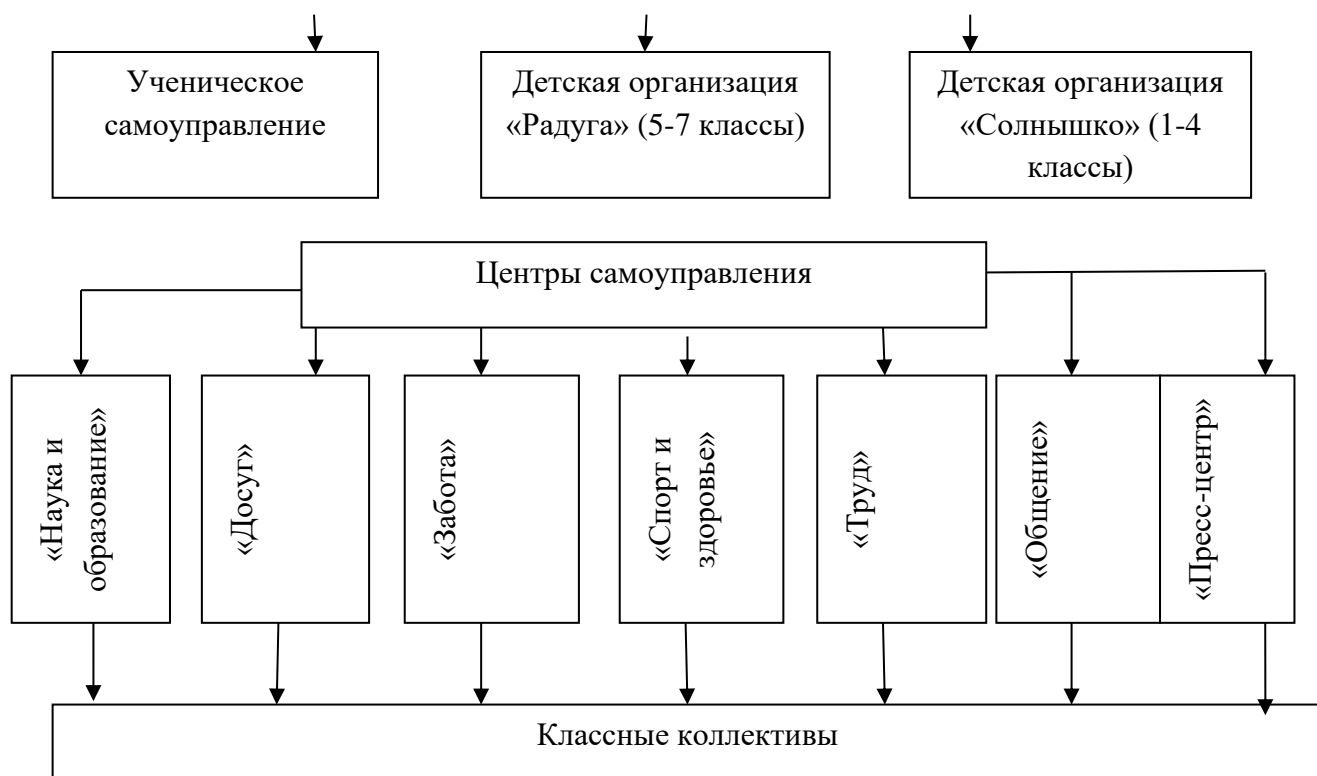 Ученическое
самоуправление
Детская организация
«Радуга» (5-7 классы)
Детская организация
«Солнышко» (1-4
классы)
Центры самоуправления
«Наука и
образование»
«Досуг»
«Забота»
«Спорт и
здоровье»
«Труд»
«Общение»
«Пресс-центр»
Классные коллективы